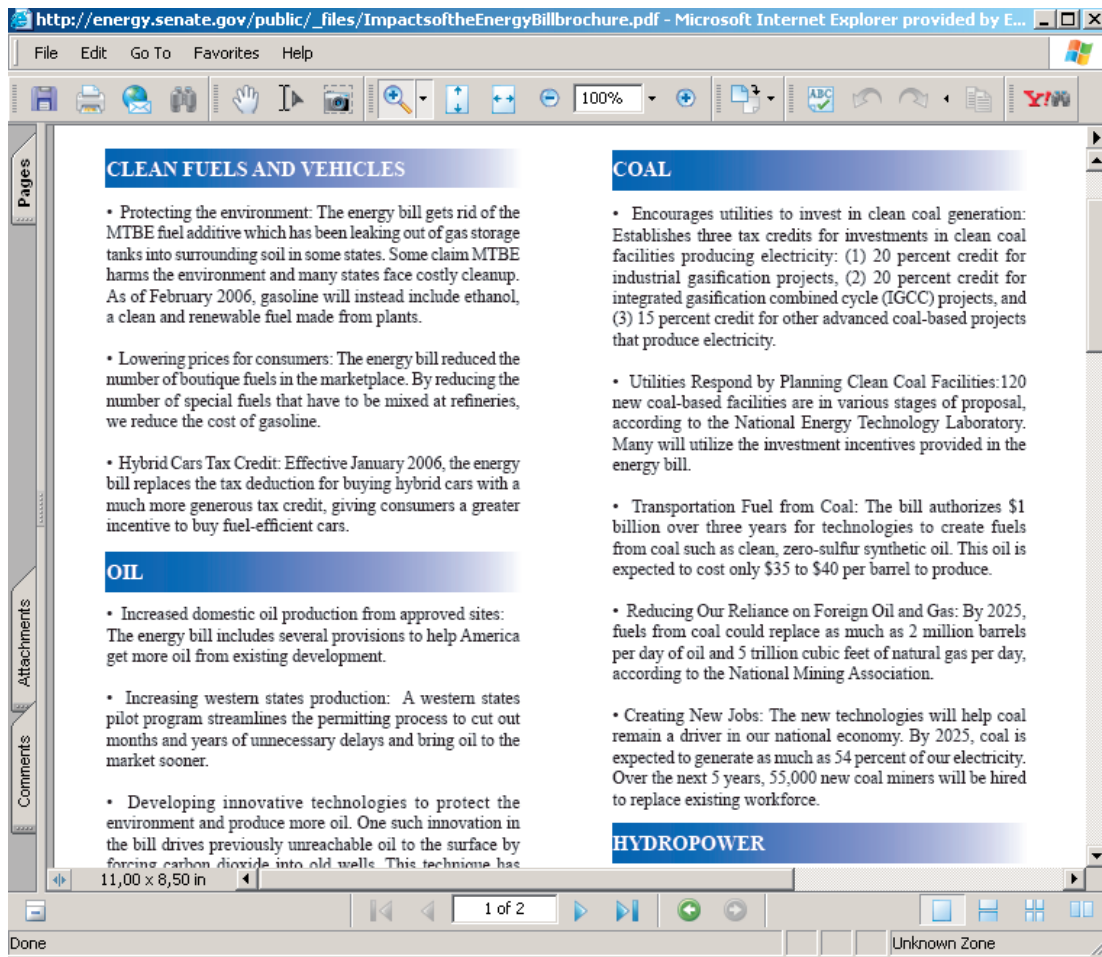 http://energy.senate.gov/public/_files/ImpactsoftheEnergyBillbrochure.pdf - Microsoft Internet Explorer provided by E...
File Edit Go To Favorites Help
100%
ABC
Y!
Pages
Attachments
Comments
CLEAN FUELS AND VEHICLES
• Protecting the environment: The energy bill gets rid of the
MTBE fuel additive which has been leaking out of gas storage
tanks into surrounding soil in some states. Some claim MTBE
harms the environment and many states face costly cleanup.
As of February 2006, gasoline will instead include ethanol,
a clean and renewable fuel made from plants.
• Lowering prices for consumers: The energy bill reduced the
number of boutique fuels in the marketplace. By reducing the
number of special fuels that have to be mixed at refineries,
we reduce the cost of gasoline.
• Hybrid Cars Tax Credit: Effective January 2006, the energy
bill replaces the tax deduction for buying hybrid cars with a
much more generous tax credit, giving consumers a greater
incentive to buy fuel-efficient cars.
OIL
• Increased domestic oil production from approved sites:
The energy bill includes several provisions to help America
get more oil from existing development.
• Increasing western states production: A western states
pilot program streamlines the permitting process to cut out
months and years of unnecessary delays and bring oil to the
market sooner.
• Developing innovative technologies to protect the
environment and produce more oil. One such innovation in
the bill drives previously unreachable oil to the surface by
forcing carbon dioxide into old wells. This technique has
COAL
• Encourages utilities to invest in clean coal generation:
Establishes three tax credits for investments in clean coal
facilities producing electricity: (1) 20 percent credit for
industrial gasification projects, (2) 20 percent credit for
integrated gasification combined cycle (IGCC) projects, and
(3) 15 percent credit for other advanced coal-based projects
that produce electricity.
• Utilities Respond by Planning Clean Coal Facilities:120
new coal-based facilities are in various stages of proposal,
according to the National Energy Technology Laboratory.
Many will utilize the investment incentives provided in the
energy bill.
• Transportation Fuel from Coal: The bill authorizes $1
billion over three years for technologies to create fuels
from coal such as clean, zero-sulfur synthetic oil. This oil is
expected to cost only $35 to $40 per barrel to produce.
• Reducing Our Reliance on Foreign Oil and Gas: By 2025,
fuels from coal could replace as much as 2 million barrels
per day of oil and 5 trillion cubic feet of natural gas per day,
according to the National Mining Association.
• Creating New Jobs: The new technologies will help coal
remain a driver in our national economy. By 2025, coal is
expected to generate as much as 54 percent of our electricity.
Over the next 5 years, 55,000 new coal miners will be hired
to replace existing workforce.
HYDROPOWER
11,00 x 8,50 in
1 of 2
Done
Unknown Zone